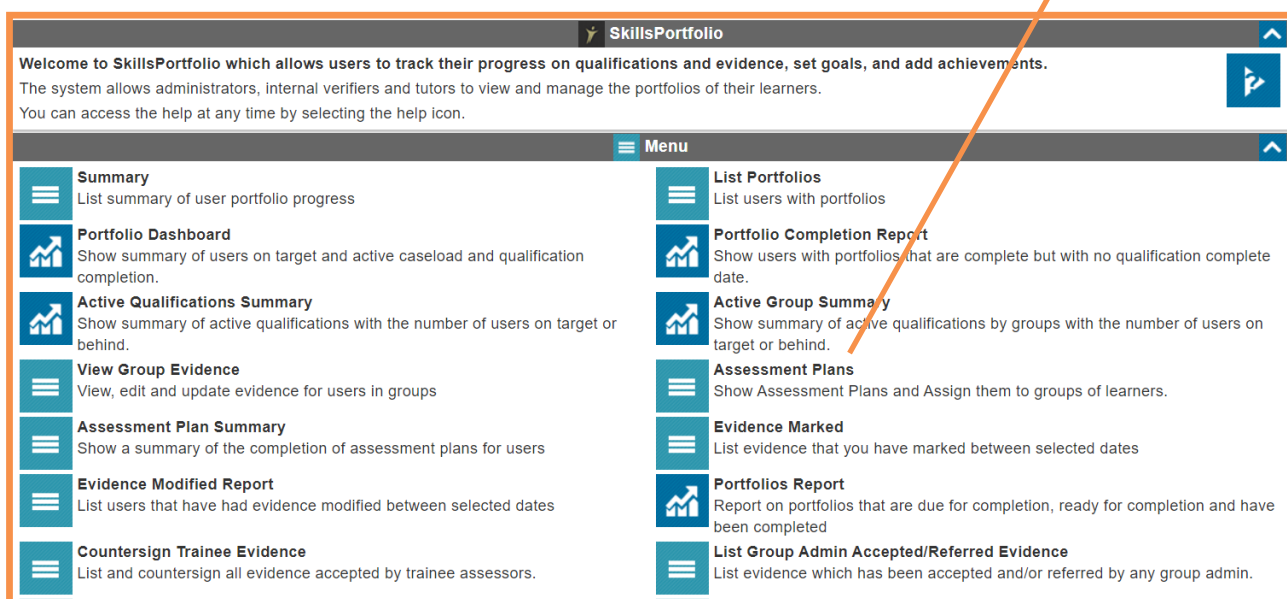 SkillsPortfolio
Welcome to SkillsPortfolio which allows users to track their progress on qualifications and evidence, set goals, and add achievements.
The system allows administrators, internal verifiers and tutors to view and manage the portfolios of their learners.
You can access the help at any time by selecting the help icon.
Menu
Summary
List summary of user portfolio progress
List Portfolios
List users with portfolios
Portfolio Dashboard
Show summary of users on target and active caseload and qualification
completion.
Portfolio Completion Report
Show users with portfolios that are complete but with no qualification complete
date.
Active Qualifications Summary
Show summary of active qualifications with the number of users on target or
behind.
Active Group Summary
Show summary of active qualifications by groups with the number of users on
target or behind.
View Group Evidence
View, edit and update evidence for users in groups
Assessment Plans
Show Assessment Plans and Assign them to groups of learners.
Assessment Plan Summary
Show a summary of the completion of assessment plans for users
Evidence Marked
List evidence that you have marked between selected dates
Evidence Modified Report
List users that have had evidence modified between selected dates
Portfolios Report
Report on portfolios that are due for completion, ready for completion and have
been completed
Countersign Trainee Evidence
List and countersign all evidence accepted by trainee assessors.
List Group Admin Accepted/Referred Evidence
List evidence which has been accepted and/or referred by any group admin.